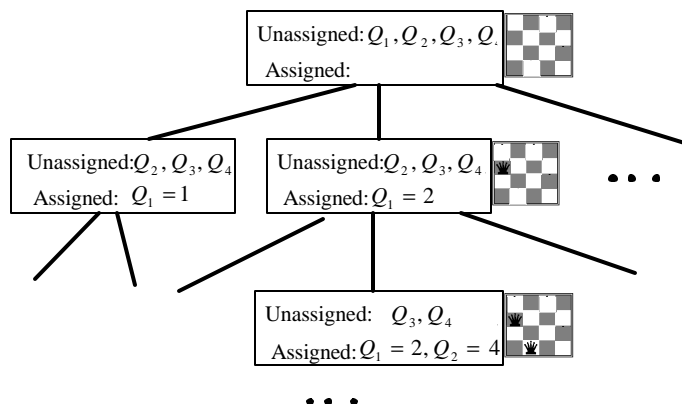 Unassigned: Q₁, Q₂, Q₃, Q₄
Assigned:
Unassigned: Q₂, Q₃, Q₄
Assigned: Q₁ = 1
Unassigned: Q₂, Q₃, Q₄
Assigned: Q₁ = 2
• • •
Unassigned: Q₃, Q₄
Assigned: Q₁ = 2, Q₂ = 4
• • •